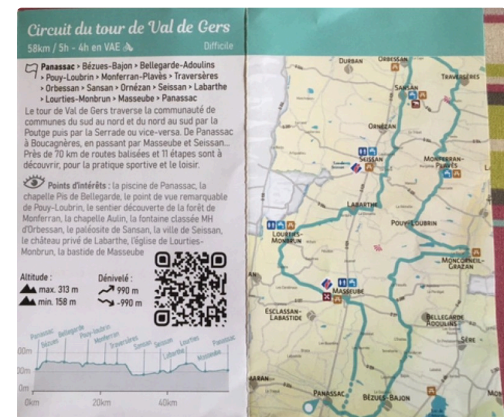 Circuit du tour de Val de Gers
58km / 5h - 4h en VAE
Difficile
Panassac > Bézues-Bajon > Bellegarde-Adoulins
> Pouy-Loubrin > Monferran-Plavès > Traversères
> Orbessan > Sansan > Ornézan > Seissan > Labarthe
> Lourties-Monbrun > Masseube > Panassac
Le tour de Val de Gers traverse la communauté de
communes du sud au nord et du nord au sud par la
Poutge puis par la Serrade ou vice-versa. De Panassac
à Boucagnères, en passant par Masseube et Seissan...
Près de 70 km de routes balisées et 11 étapes sont à
découvrir, pour la pratique sportive et le loisir.
Points d'intérêts : la piscine de Panassac, la
chapelle Pis de Bellegarde, le point de vue remarquable
de Pouy-Loubrin, le sentier découverte de la forêt de
Monferran, la chapelle Aulin, la fontaine classée MH
d'Orbessan, le paléosite de Sansan, la ville de Seissan,
le château privé de Labarthe, l'église de Lourties-
Monbrun, la bastide de Masseube
Altitude :
max. 313 m
min. 158 m
Dénivelé :
990 m
-990 m
Panassac
Bézues
Bellegarde
Pouy-loubrin
Monferran
Traversères
Sansan
Seissan
Labarthe
Lourties
Masseube
Panassac
0m
0km
20km
40km
Durban
Orbessan
Traversères
Sansan
Ornézan
Seissan
Monferran-
Plavès
Labarthe
Pouy-Loubrin
Lourties-
Monbrun
Moncorneil-
Grazan
Masseube
Esclassan-
Labastide
Bellegarde
Adoulins
Sère
Panassac
Bézues-Bajon